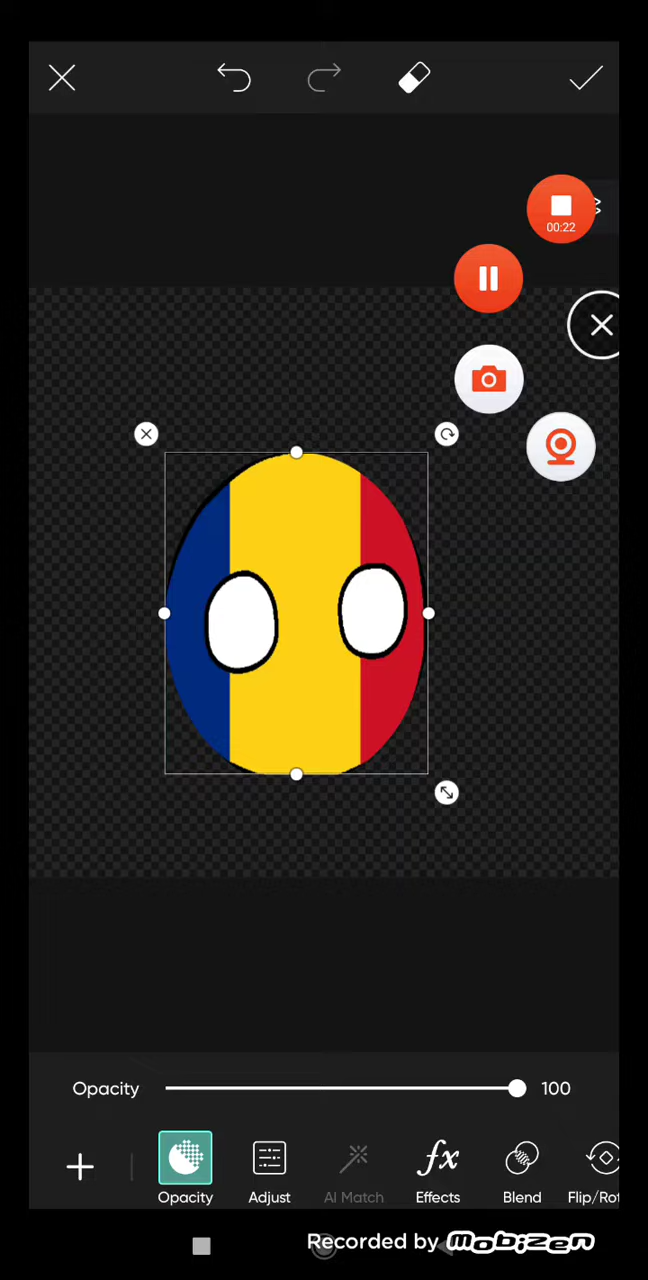 00:22
Opacity 100
Opacity Adjust AI Match Effects Blend Flip/Rot
Recorded by mobizen